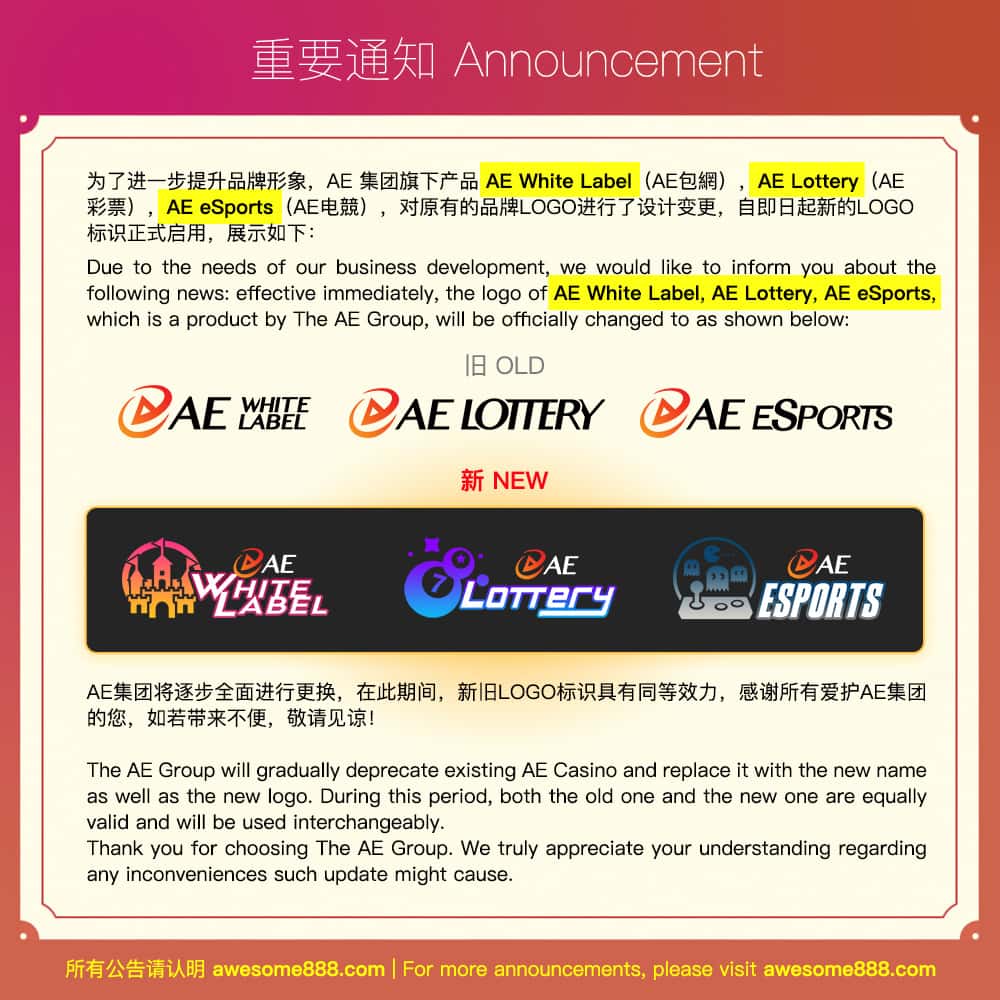 重要通知 Announcement
为了进一步提升品牌形象，AE 集团旗下产品 AE White Label（AE包網）, AE Lottery（AE
彩票）, AE eSports（AE电競）, 对原有的品牌LOGO进行了设计变更，自即日起新的LOGO
标识正式启用，展示如下：
Due to the needs of our business development, we would like to inform you about the
following news: effective immediately, the logo of AE White Label, AE Lottery, AE eSports,
which is a product by The AE Group, will be officially changed to as shown below:
旧 OLD
AE WHITE LABEL AE LOTTERY AE ESPORTS
新 NEW
AE WHITE LABEL 7 AE Lottery AE ESPORTS
AE集团将逐步全面进行更换，在此期间，新旧LOGO标识具有同等效力，感谢所有爱护AE集团
的您，如若带来不便，敬请见谅！
The AE Group will gradually deprecate existing AE Casino and replace it with the new name
as well as the new logo. During this period, both the old one and the new one are equally
valid and will be used interchangeably.
Thank you for choosing The AE Group. We truly appreciate your understanding regarding
any inconveniences such update might cause.
所有公告请认明 awesome888.com | For more announcements, please visit awesome888.com